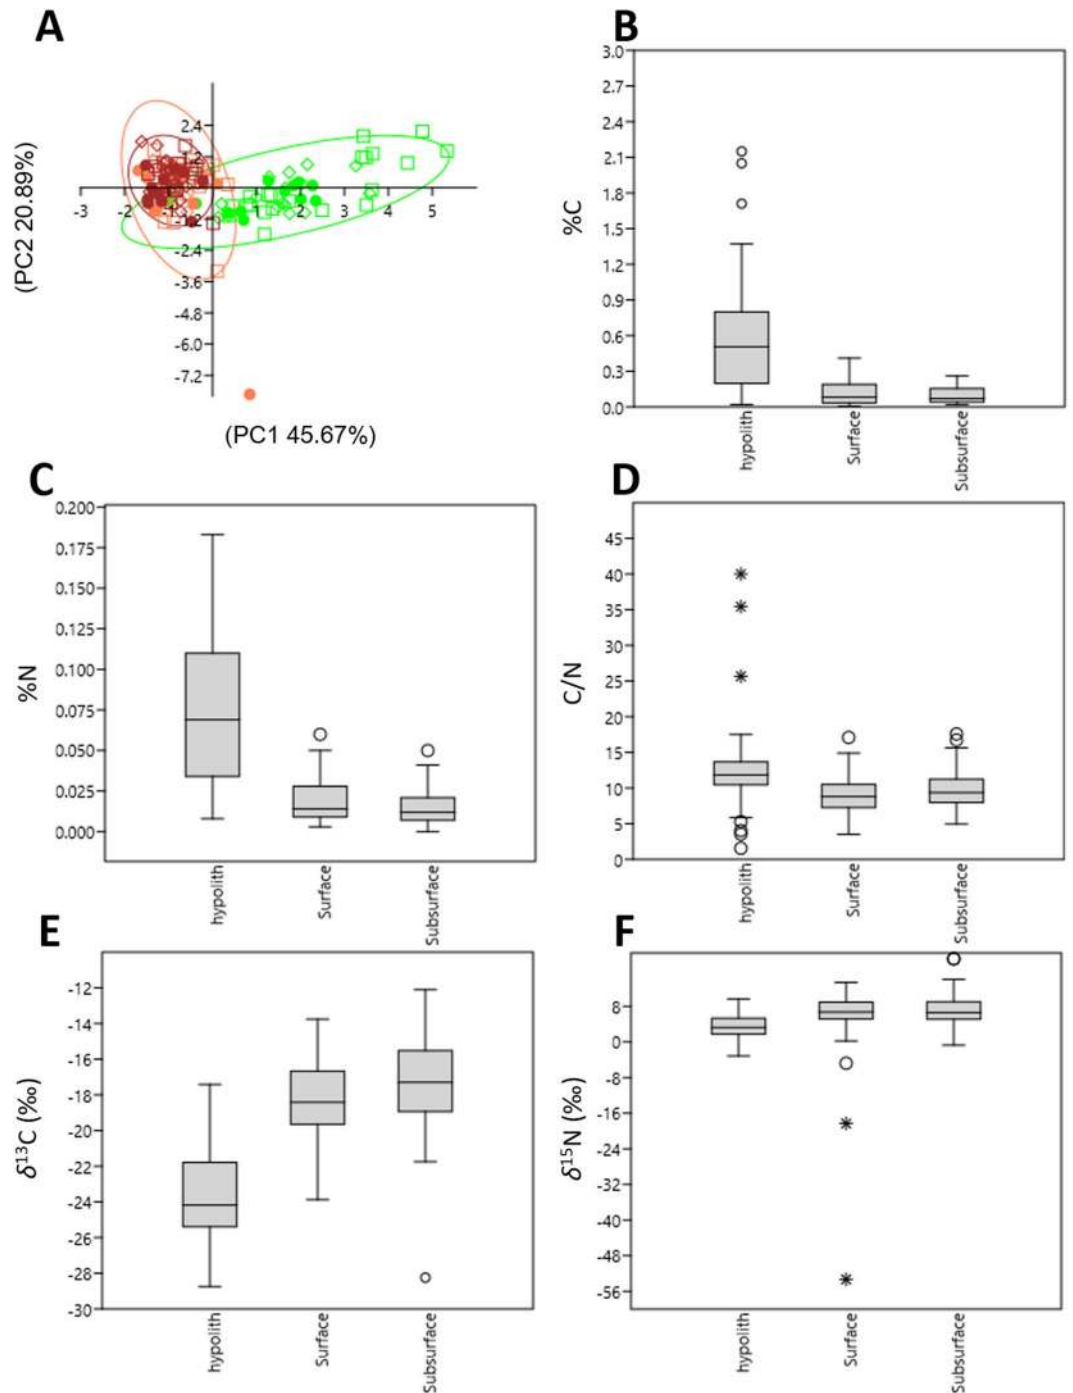 A
(PC2 20.89%)
2.4
1.2
-3
-2
-1
1
2
3
4
5
-1.2
-2.4
-3.6
-4.8
-6.0
-7.2
(PC1 45.67%)
B
%C
3.0
2.7
2.4
2.1
1.8
1.5
1.2
0.9
0.6
0.3
0.0
hypolith
Surface
Subsurface
C
%N
0.200
0.175
0.150
0.125
0.100
0.075
0.050
0.025
0.000
hypolith
Surface
Subsurface
D
C/N
45
40
35
30
25
20
15
10
5
0
hypolith
Surface
Subsurface
E
δ¹³C (‰)
-12
-14
-16
-18
-20
-22
-24
-26
-28
-30
hypolith
Surface
Subsurface
F
δ¹⁵N (‰)
8
0
-8
-16
-24
-32
-40
-48
-56
hypolith
Surface
Subsurface